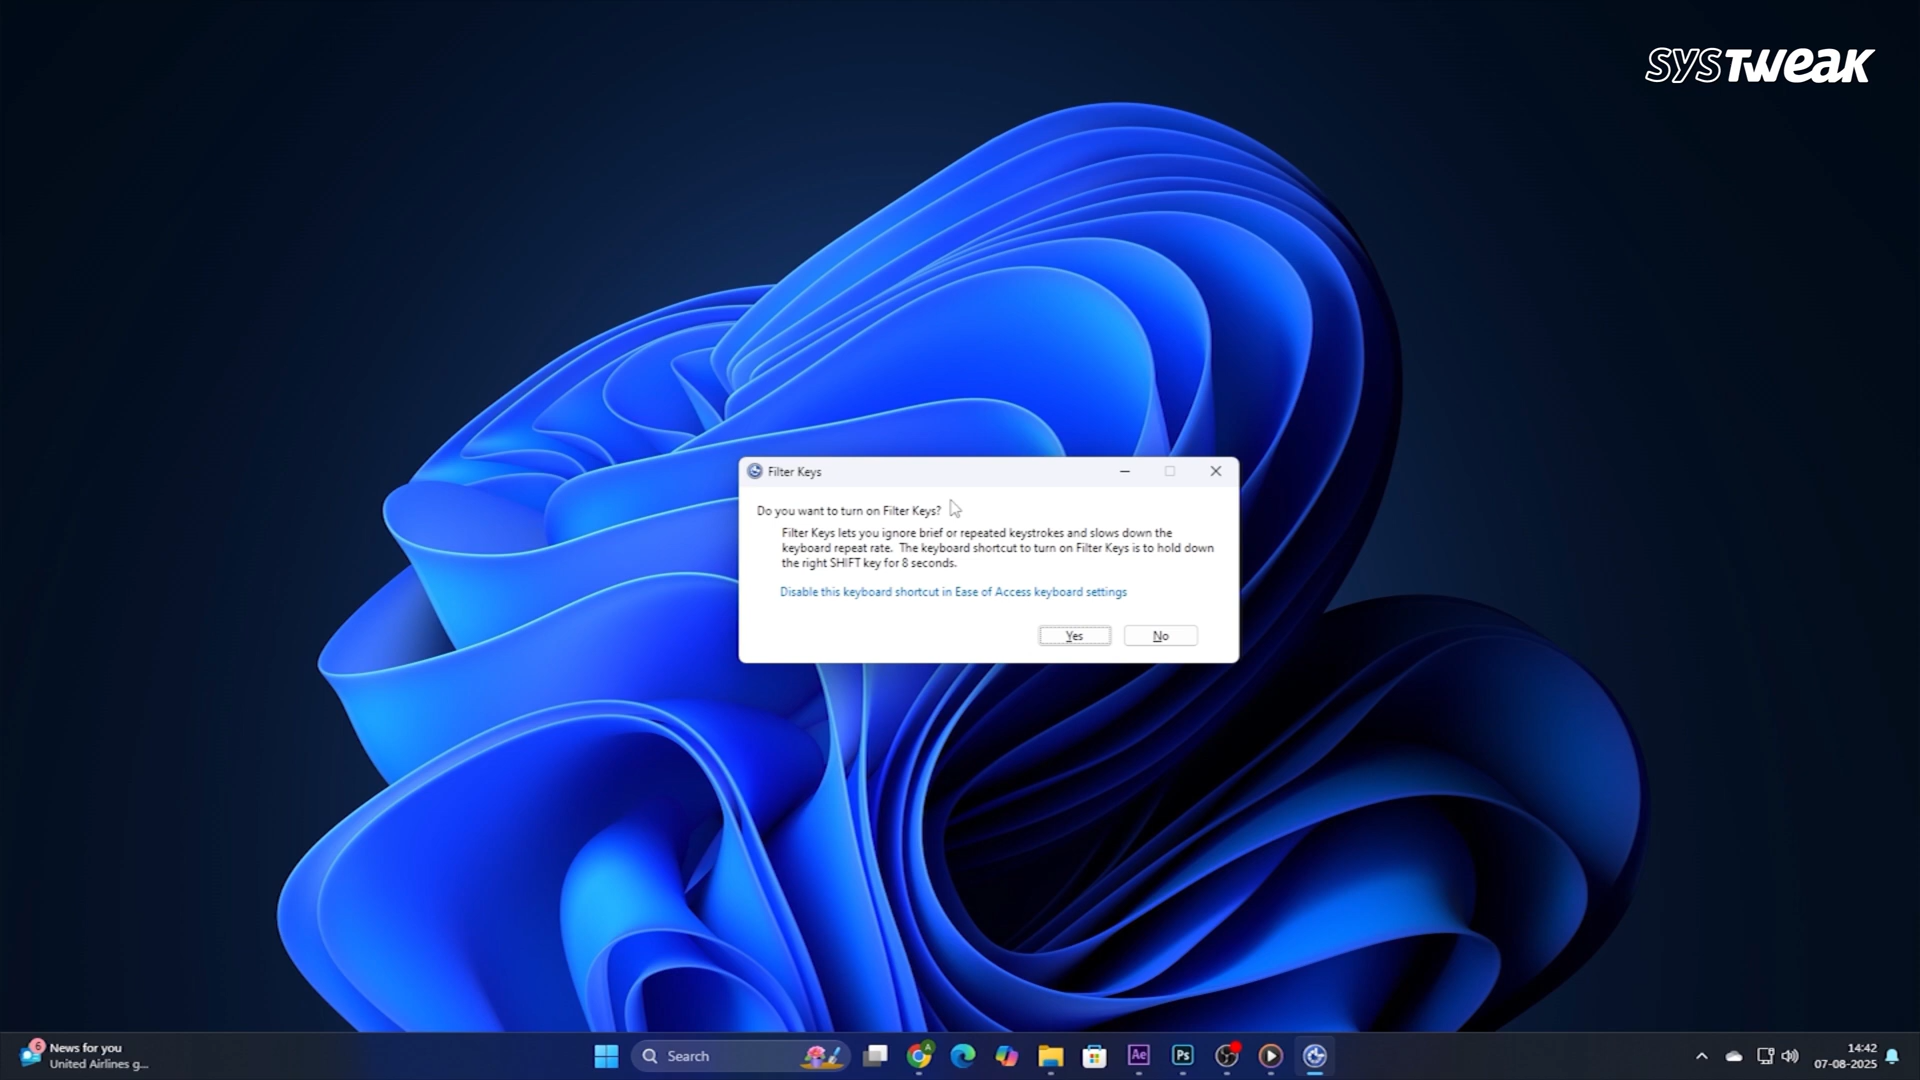 SYSTWeak
Filter Keys
Do you want to turn on Filter Keys?
Filter Keys lets you ignore brief or repeated keystrokes and slows down the
keyboard repeat rate.  The keyboard shortcut to turn on Filter Keys is to hold down
the right SHIFT key for 8 seconds.
Disable this keyboard shortcut in Ease of Access keyboard settings
Yes
No
6
News for you
United Airlines g...
Search
A
Ae
Ps
14:42
07-08-2025